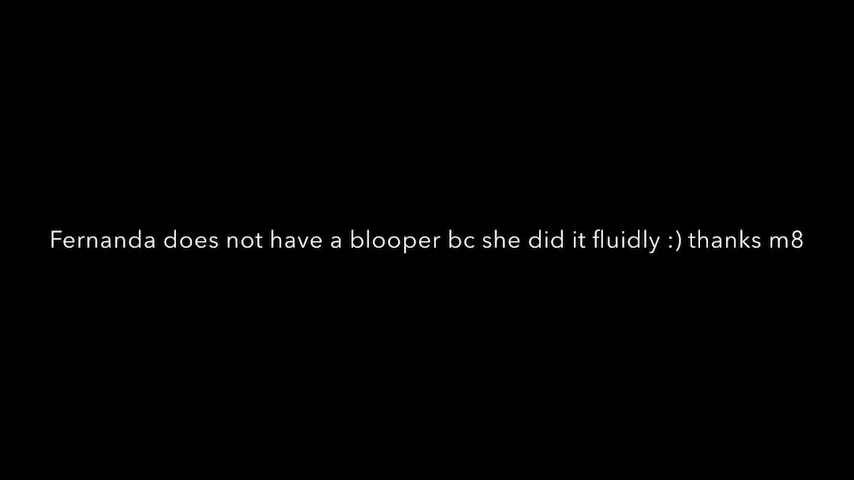 Fernanda does not have a blooper bc she did it fluidly :) thanks m8